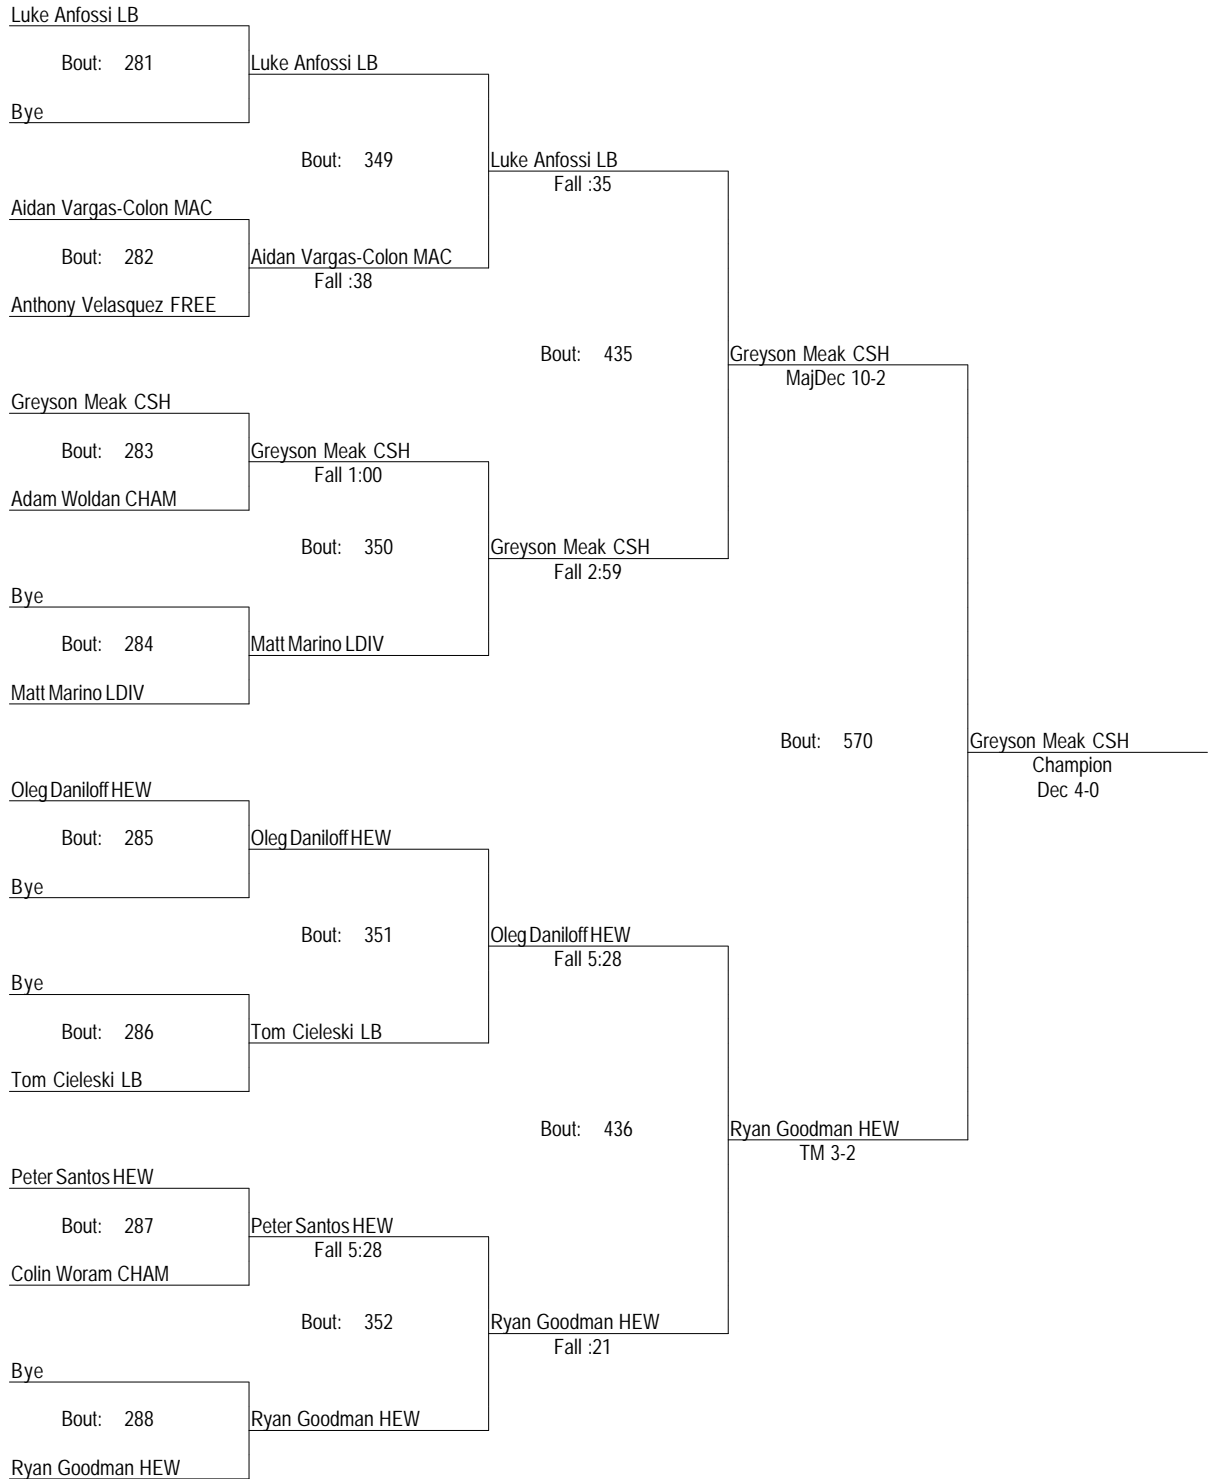 Luke Anfossi LB
Bout: 281
Luke Anfossi LB
Bye
Bout: 349
Luke Anfossi LB
Fall :35
Aidan Vargas-Colon MAC
Bout: 282
Aidan Vargas-Colon MAC
Fall :38
Anthony Velasquez FREE
Bout: 435
Greyson Meak CSH
MajDec 10-2
Greyson Meak CSH
Bout: 283
Greyson Meak CSH
Fall 1:00
Adam Woldan CHAM
Bout: 350
Greyson Meak CSH
Fall 2:59
Bye
Bout: 284
Matt Marino LDIV
Matt Marino LDIV
Bout: 570
Greyson Meak CSH
Champion
Dec 4-0
Oleg Daniloff HEW
Bout: 285
Oleg Daniloff HEW
Bye
Bout: 351
Oleg Daniloff HEW
Fall 5:28
Bye
Bout: 286
Tom Cieleski LB
Tom Cieleski LB
Bout: 436
Ryan Goodman HEW
TM 3-2
Peter Santos HEW
Bout: 287
Peter Santos HEW
Fall 5:28
Colin Woram CHAM
Bout: 352
Ryan Goodman HEW
Fall :21
Bye
Bout: 288
Ryan Goodman HEW
Ryan Goodman HEW